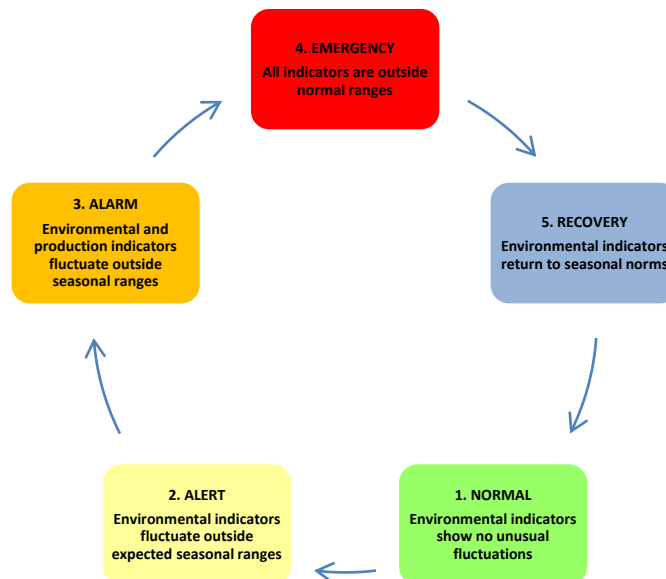 4. EMERGENCY
All indicators are outside
normal ranges
3. ALARM
Environmental and
production indicators
fluctuate outside
seasonal ranges
5. RECOVERY
Environmental indicators
return to seasonal norms
2. ALERT
Environmental indicators
fluctuate outside
expected seasonal ranges
1. NORMAL
Environmental indicators
show no unusual
fluctuations